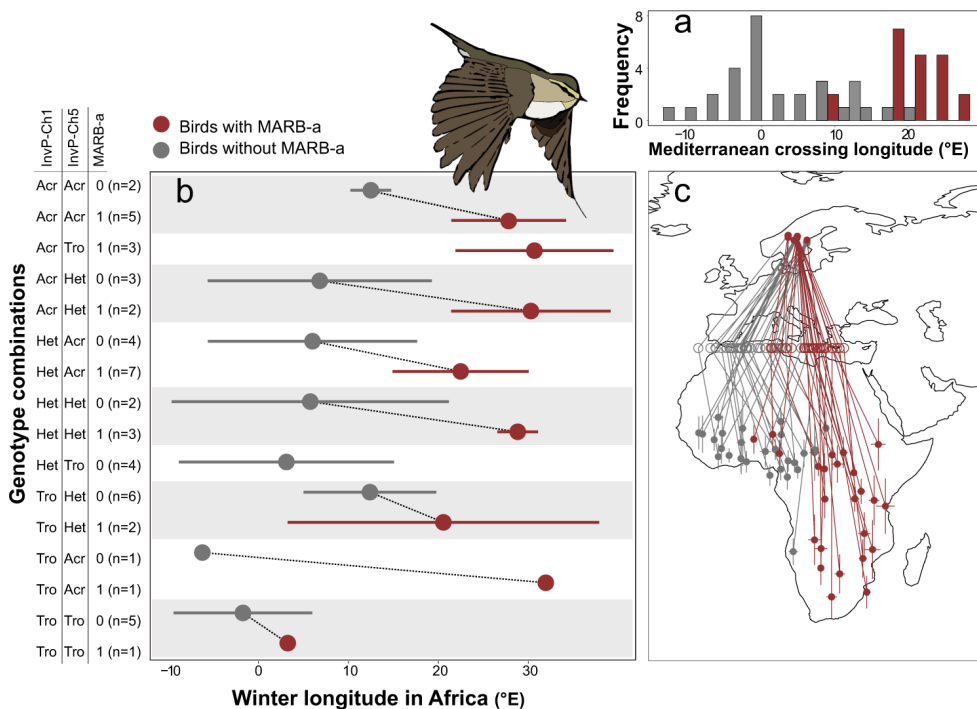 a
8
4
0
Frequency
−10
0
10
20
Mediterranean crossing longitude (°E)
Birds with MARB-a
Birds without MARB-a
InvP-Ch1
InvP-Ch5
MARB-a
Genotype combinations
b
Acr Acr 0 (n=2)
Acr Acr 1 (n=5)
Acr Tro 1 (n=3)
Acr Het 0 (n=3)
Acr Het 1 (n=2)
Het Acr 0 (n=4)
Het Acr 1 (n=7)
Het Het 0 (n=2)
Het Het 1 (n=3)
Het Tro 0 (n=4)
Tro Het 0 (n=6)
Tro Het 1 (n=2)
Tro Acr 0 (n=1)
Tro Acr 1 (n=1)
Tro Tro 0 (n=5)
Tro Tro 1 (n=1)
−10 0 10 20 30
Winter longitude in Africa (°E)
c